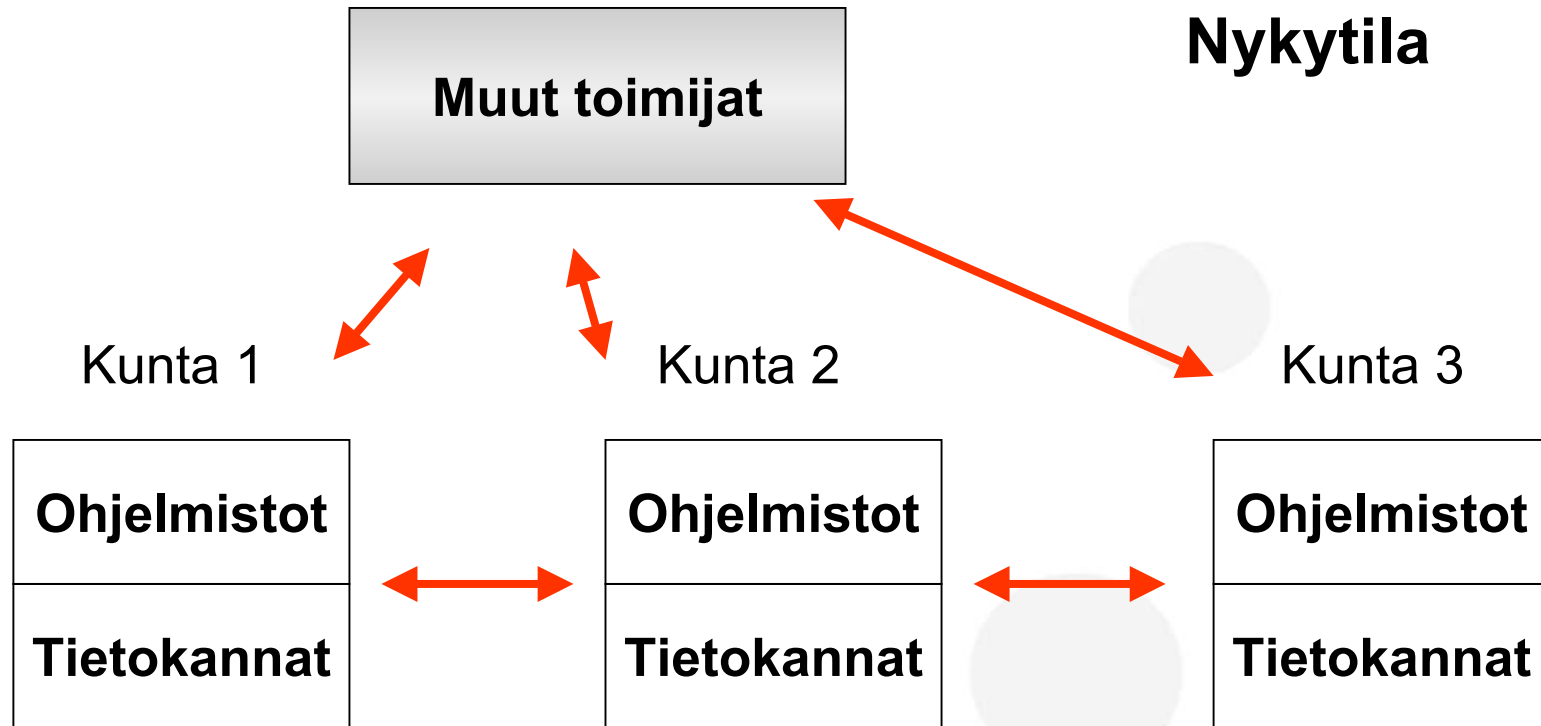 Nykytila
Muut toimijat
Kunta 1
Kunta 2
Kunta 3
Ohjelmistot
Ohjelmistot
Ohjelmistot
Tietokannat
Tietokannat
Tietokannat